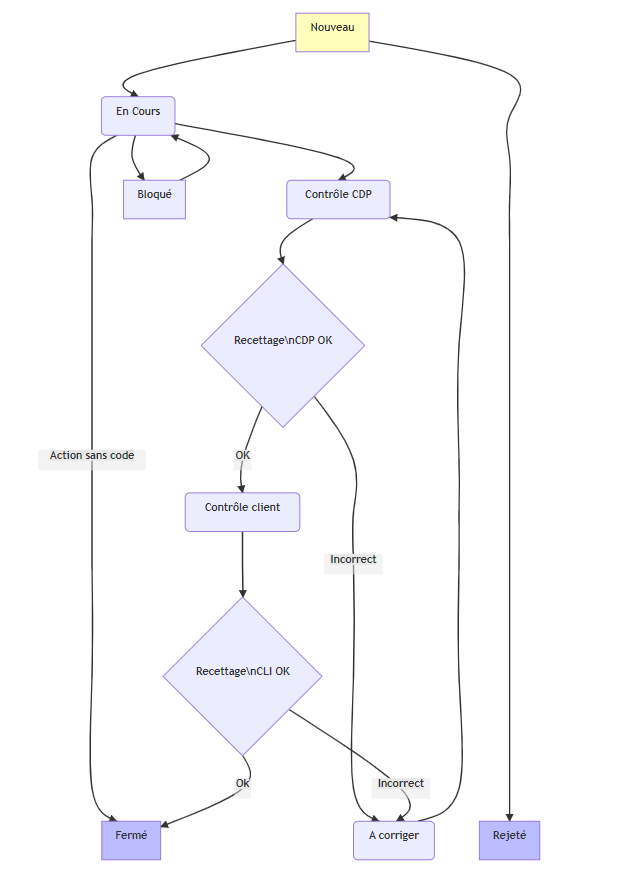 Nouveau
En Cours
Bloqué
Contrôle CDP
Recettage\nCDP OK
Action sans code
OK
Contrôle client
Incorrect
Recettage\nCLI OK
Ok
Incorrect
Fermé
A corriger
Rejeté